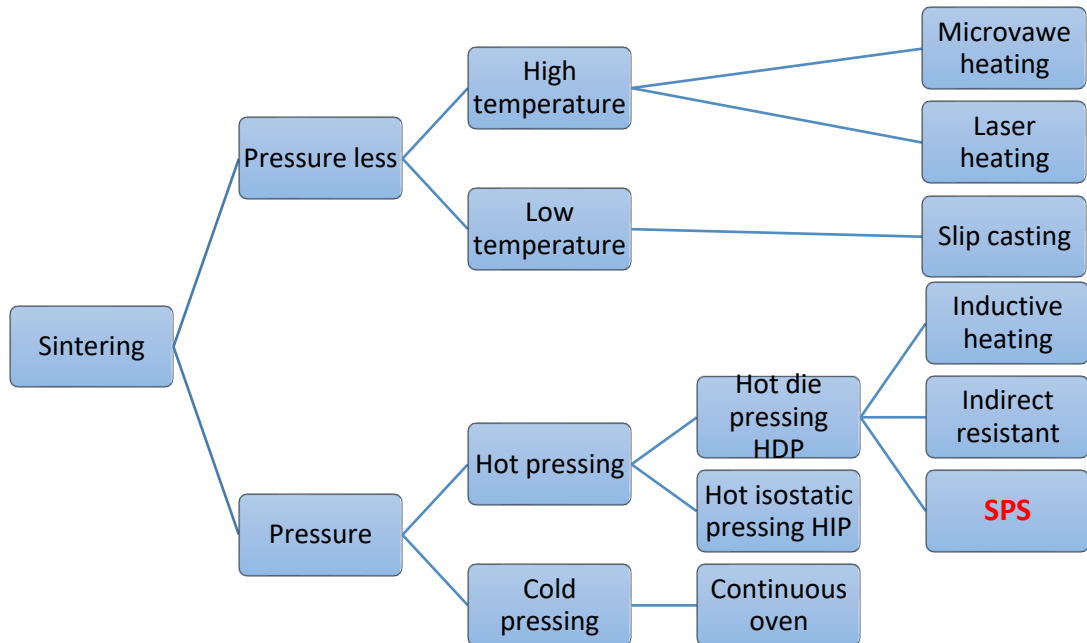 Sintering
Pressure less
High
temperature
Microvawe
heating
Laser
heating
Low
temperature
Slip casting
Pressure
Hot pressing
Hot die
pressing
HDP
Inductive
heating
Indirect
resistant
SPS
Hot isostatic
pressing HIP
Cold
pressing
Continuous
oven